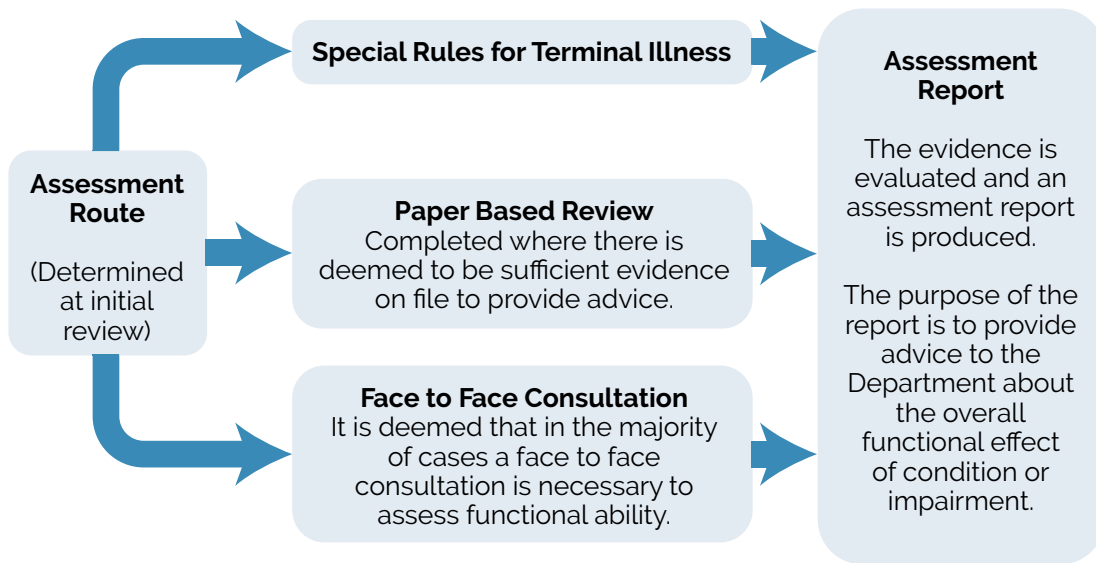 Assessment
Route
(Determined
at initial
review)
Special Rules for Terminal Illness
Paper Based Review
Completed where there is
deemed to be sufficient evidence
on file to provide advice.
Face to Face Consultation
It is deemed that in the majority
of cases a face to face
consultation is necessary to
assess functional ability.
Assessment
Report
The evidence is
evaluated and an
assessment report
is produced.
The purpose of the
report is to provide
advice to the
Department about
the overall
functional effect
of condition or
impairment.